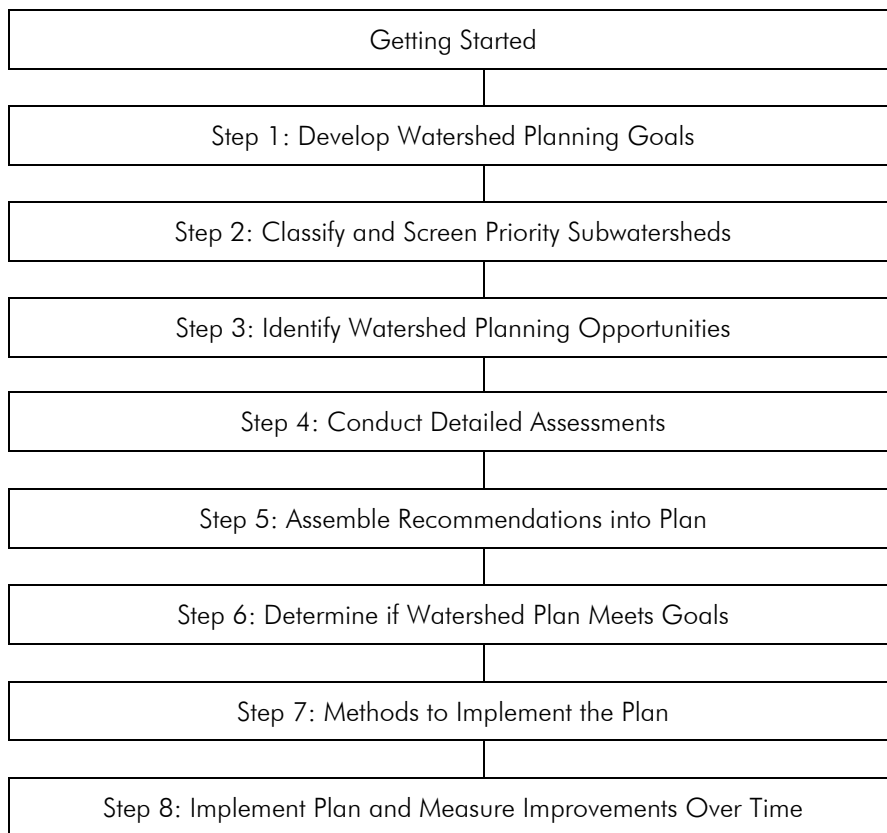 Getting Started
Step 1: Develop Watershed Planning Goals
Step 2: Classify and Screen Priority Subwatersheds
Step 3: Identify Watershed Planning Opportunities
Step 4: Conduct Detailed Assessments
Step 5: Assemble Recommendations into Plan
Step 6: Determine if Watershed Plan Meets Goals
Step 7: Methods to Implement the Plan
Step 8: Implement Plan and Measure Improvements Over Time